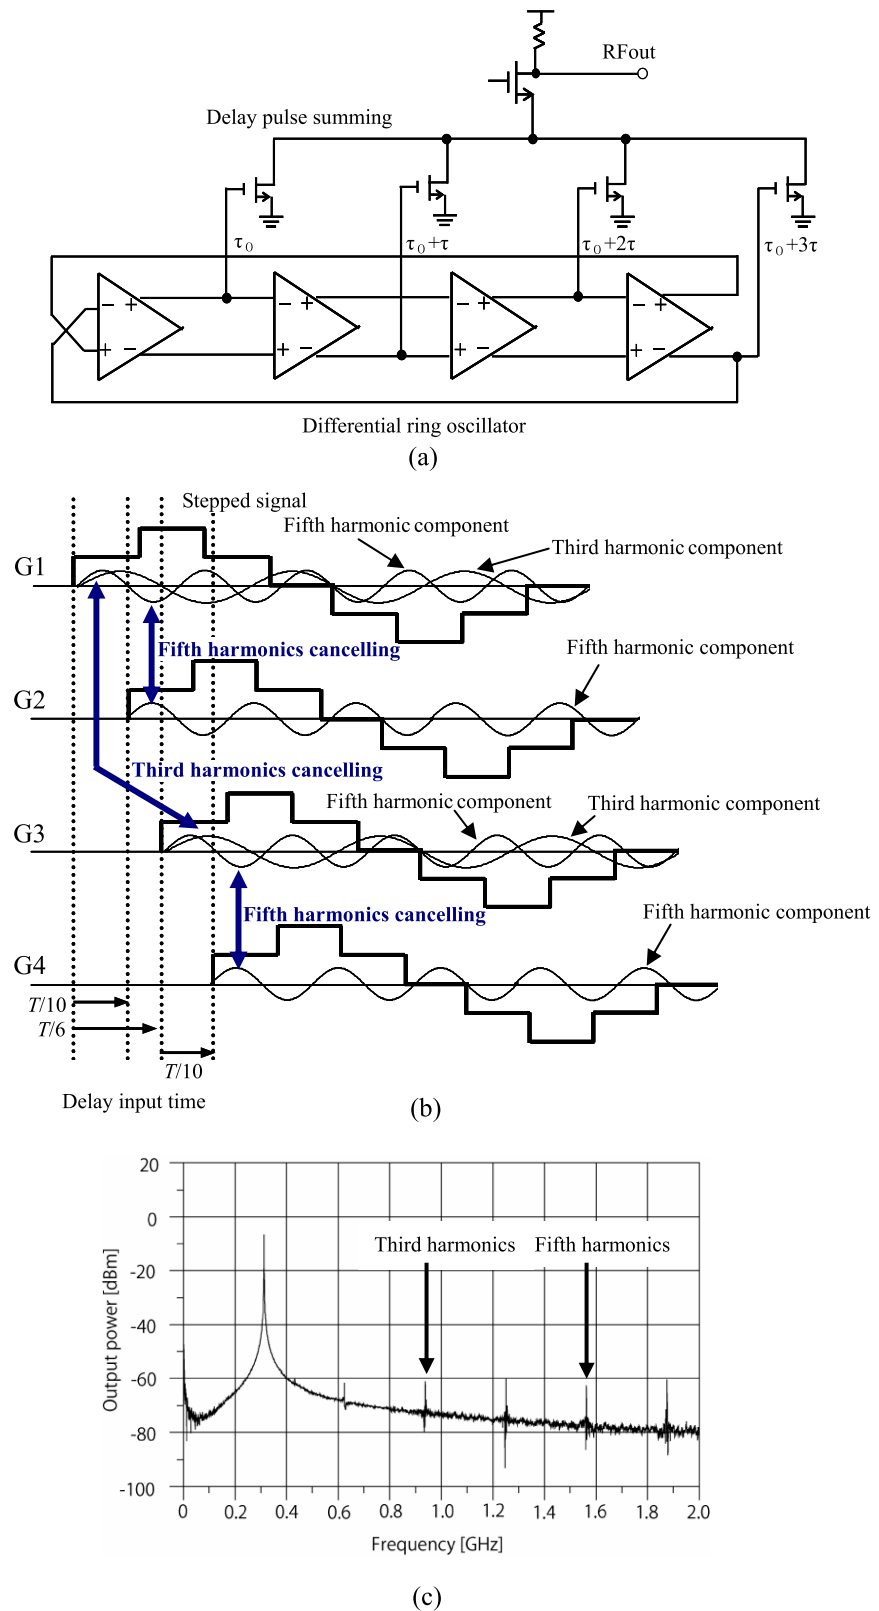 RFout
Delay pulse summing
τ₀
τ₀+τ
τ₀+2τ
τ₀+3τ
− +
− +
− +
− +
+ −
+ −
+ −
+ −
Differential ring oscillator
(a)
Stepped signal
Fifth harmonic component
Third harmonic component
G1
Fifth harmonics cancelling
Fifth harmonic component
G2
Third harmonics cancelling
Fifth harmonic component
Third harmonic component
G3
Fifth harmonics cancelling
Fifth harmonic component
G4
T/10
T/6
T/10
Delay input time
(b)
20
0
-20
-40
-60
-80
-100
Output power [dBm]
Third harmonics
Fifth harmonics
0 0.2 0.4 0.6 0.8 1.0 1.2 1.4 1.6 1.8 2.0
Frequency [GHz]
(c)